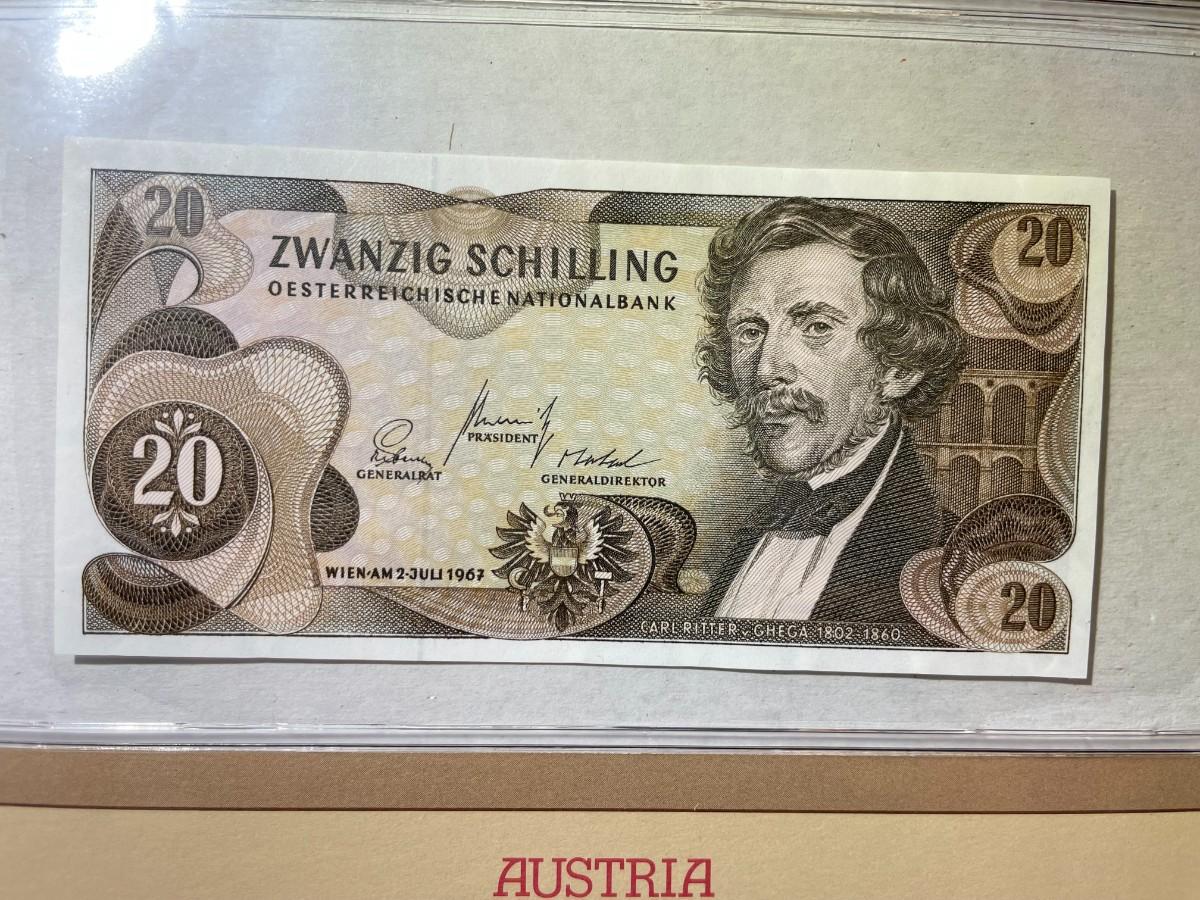 20
20
ZWANZIG SCHILLING
OESTERREICHISCHE NATIONALBANK
PRÄSIDENT
GENERALRAT
GENERALDIREKTOR
20
WIEN·AM 2·JULI 1967
20
CARL RITTER v. GHEGA 1802-1860
AUSTRIA